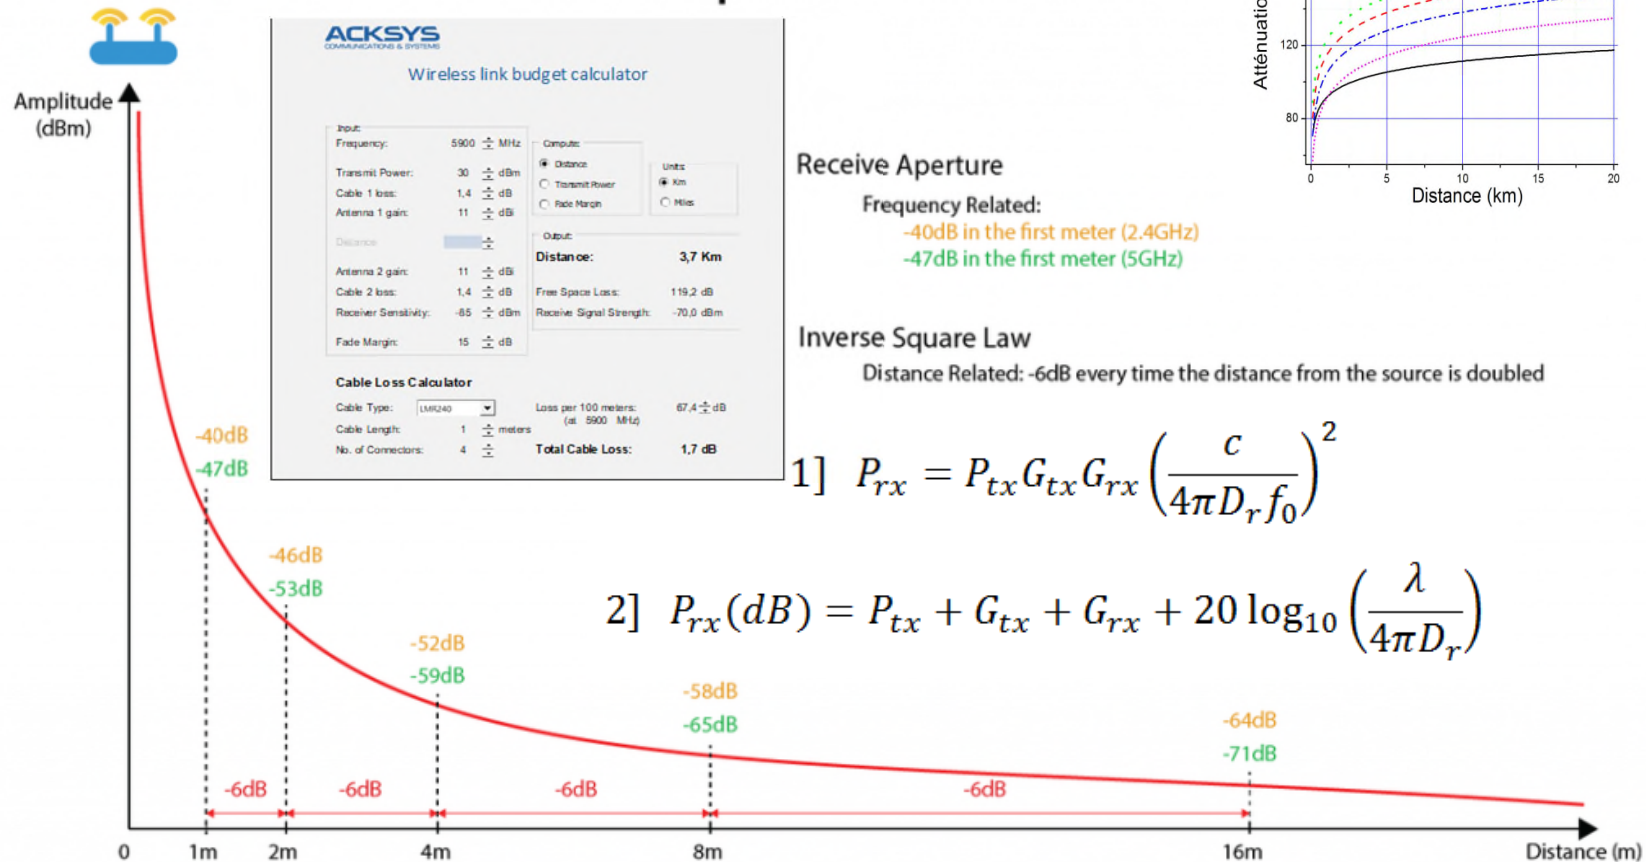 Amplitude
(dBm)
ACKSYS
COMMUNICATIONS & SYSTEMS
Wireless link budget calculator
Input:
Frequency: 5900 MHz
Transmit Power: 30 dBm
Cable 1 loss: 1,4 dB
Antenna 1 gain: 11 dBi
Distance
Antenna 2 gain: 11 dBi
Cable 2 loss: 1,4 dB
Receiver Sensitivity: -85 dBm
Fade Margin: 15 dB
Compute:
Distance
Transmit Power
Fade Margin
Units:
Km
Miles
Output:
Distance: 3,7 Km
Free Space Loss: 119,2 dB
Receive Signal Strength: -70,0 dBm
Cable Loss Calculator
Cable Type: LMR240
Loss per 100 meters: 67,4 dB
(at 5900 MHz)
Cable Length: 1 meters
No. of Connectors: 4
Total Cable Loss: 1,7 dB
120
80
0 5 10 15 20
Distance (km)
Receive Aperture
Frequency Related:
-40dB in the first meter (2.4GHz)
-47dB in the first meter (5GHz)
Inverse Square Law
Distance Related: -6dB every time the distance from the source is doubled
1] P_rx = P_tx G_tx G_rx (c / 4πD_r f_0)^2
2] P_rx(dB) = P_tx + G_tx + G_rx + 20 log_10 (λ / 4πD_r)
-40dB
-47dB
-46dB
-53dB
-52dB
-59dB
-58dB
-65dB
-64dB
-71dB
-6dB -6dB -6dB -6dB
0 1m 2m 4m 8m 16m Distance (m)